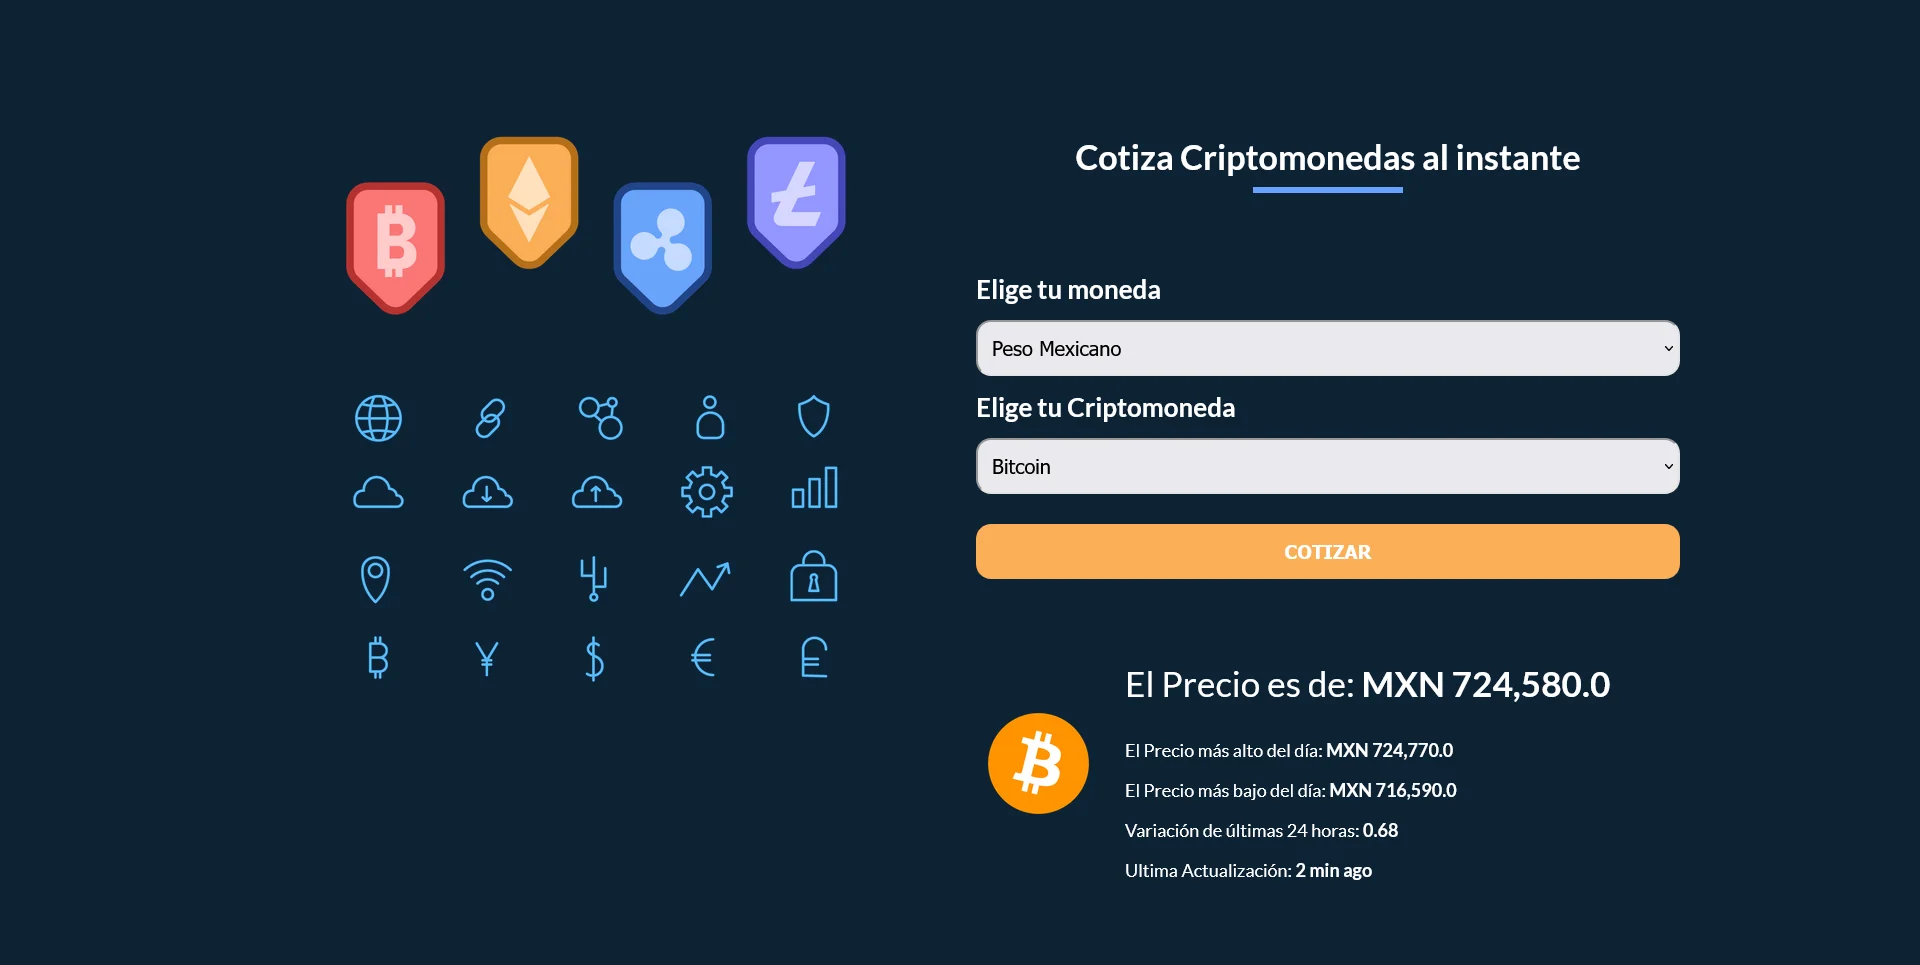 Cotiza Criptomonedas al instante
Elige tu moneda
Peso Mexicano
Elige tu Criptomoneda
Bitcoin
COTIZAR
El Precio es de: MXN 724,580.0
El Precio más alto del día: MXN 724,770.0
El Precio más bajo del día: MXN 716,590.0
Variación de últimas 24 horas: 0.68
Ultima Actualización: 2 min ago